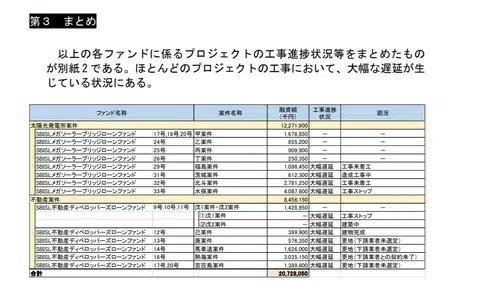 第3 まとめ
以上の各ファンドに係るプロジェクトの工事進捗状況等をまとめたもの
が別紙2である。ほとんどのプロジェクトの工事において、大幅な遅延が生
じている状況にある。
ファンド名称 案件名称 融資額(千円) 工事進捗状況 現況
太陽光発電所案件 12,271,900
SBISLメガソーラーブリッジローンファンド 17号,18号,20号 甲案件 1,678,850 － －
SBISLメガソーラーブリッジローンファンド 24号 乙案件 855,200 － －
SBISLメガソーラーブリッジローンファンド 25号 丙案件 909,900 － －
SBISLメガソーラーブリッジローンファンド 26号 丁案件 250,350 － －
SBISLメガソーラーブリッジローンファンド 29号 福島案件 1,096,450 大幅遅延 工事未着工
SBISLメガソーラーブリッジローンファンド 31号 茨城案件 612,300 大幅遅延 造成工事中
SBISLメガソーラーブリッジローンファンド 32号 北斗案件 2,781,250 大幅遅延 工事未着工
SBISLメガソーラーブリッジローンファンド 33号 水俣案件 4,087,600 大幅遅延 工事ストップ
不動産案件 8,456,150
SBISL不動産ディベロッパーズローンファンド 9号,10号,11号 戊1案件・戊2案件 1,428,950 － －
(1)戊1案件 － 大幅遅延 工事ストップ
(2)戊2案件 － 大幅遅延 建築中
SBISL不動産ディベロッパーズローンファンド 12号 己案件 399,900 大幅遅延 建物完成
SBISL不動産ディベロッパーズローンファンド 13号 庚案件 576,350 大幅遅延 更地(下請業者未選定)
SBISL不動産ディベロッパーズローンファンド 14号 馬車道案件 1,626,000 大幅遅延 更地(下請業者未選定)
SBISL不動産ディベロッパーズローンファンド 16号 熱海案件 3,035,150 大幅遅延 更地(下請業者との契約未了)
SBISL不動産ディベロッパーズローンファンド 17号,20号 宮古島案件 1,389,800 大幅遅延 更地(下請業者未選定)
合計 20,728,050